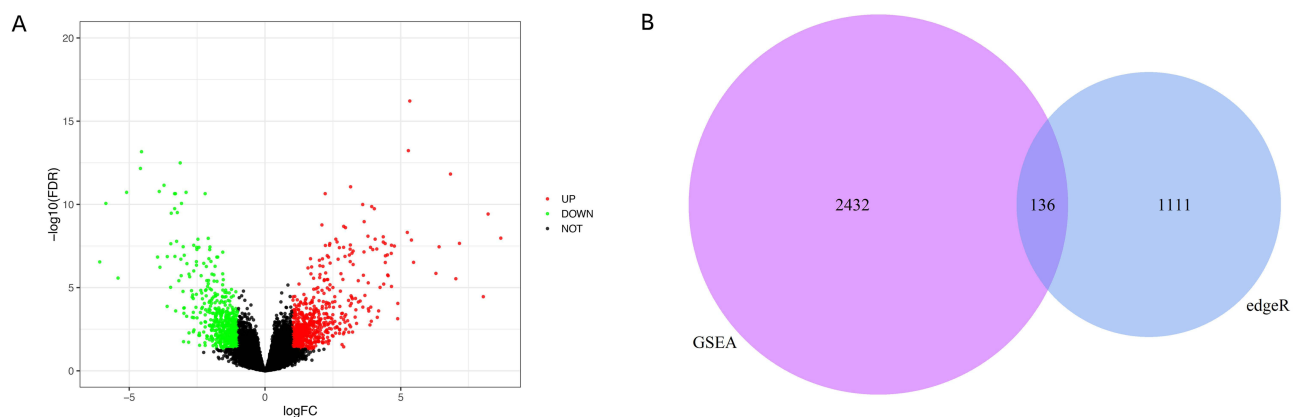 A
20
15
10
5
0
-log10(FDR)
−5
0
5
logFC
UP
DOWN
NOT
B
2432
136
1111
GSEA
edgeR